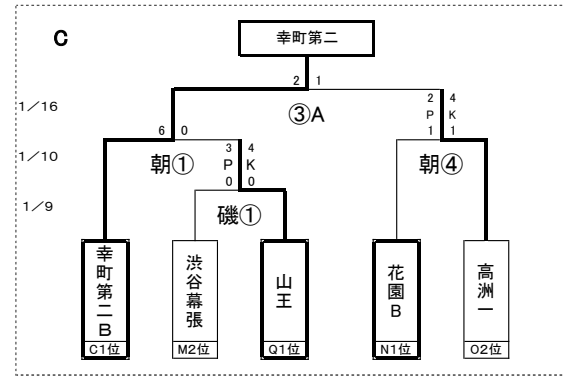 C
幸町第二
2 1
1/16
2 4
③A
P K
6 0
1 1
3 4
1/10
朝①
P K
朝④
0 0
1/9
磯①
幸町第二B
渋谷幕張
山王
花園B
高洲一
C1位
M2位
Q1位
N1位
O2位